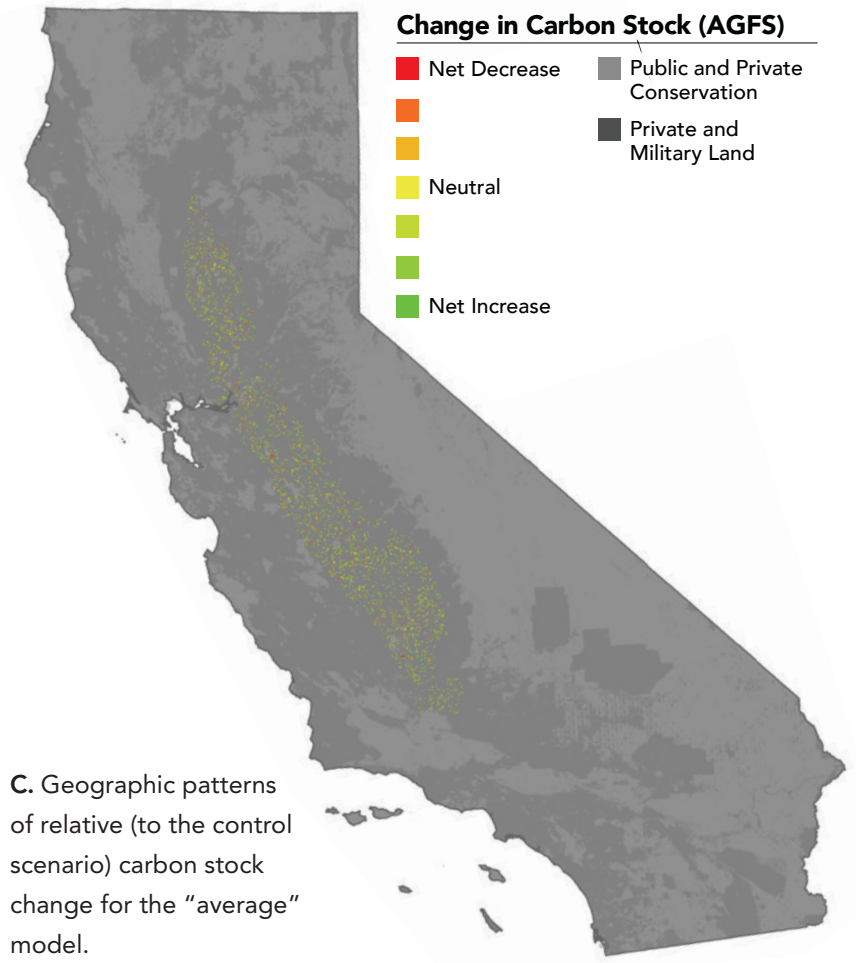 Change in Carbon Stock (AGFS)
Net Decrease
Neutral
Net Increase
Public and Private
Conservation
Private and
Military Land
C. Geographic patterns
of relative (to the control
scenario) carbon stock
change for the “average”
model.